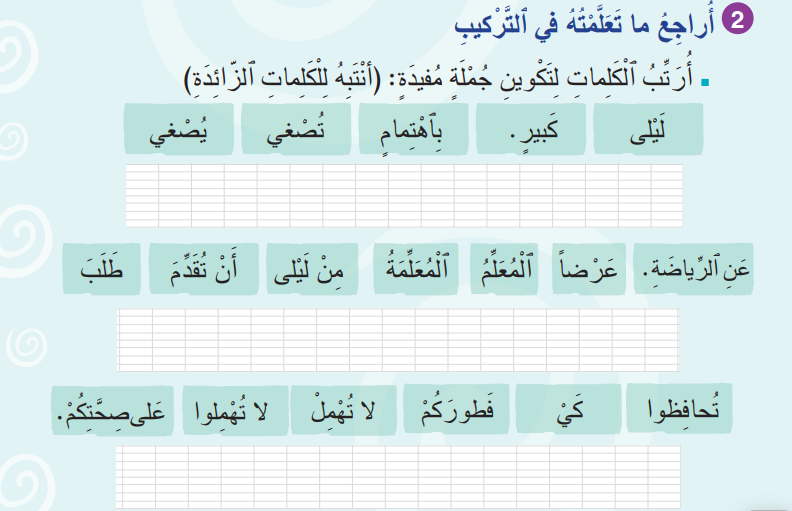 2 أُراجِعُ ما تَعَلَّمْتُهُ في ٱلتَّرْكيبِ
▪ أُرَتِّبُ ٱلْكَلِماتِ لِتَكْوينِ جُمْلَةٍ مُفيدَةٍ: (أنْتَبِهُ لِلْكَلِماتِ ٱلزّائِدَةِ)
لَيْلى كَبيرٍ. بِٱهْتِمامٍ تُصْغي يُصْغي
عَنِ ٱلرِّياضَةِ. عَرْضاً ٱلْمُعَلِّمُ ٱلْمُعَلِّمَةُ مِنْ لَيْلى أَنْ تُقَدِّمَ طَلَبَ
تُحافِظوا كَيْ فَطورَكُمْ لا تُهْمِلْ لا تُهْمِلوا عَلى صِحَّتِكُمْ.